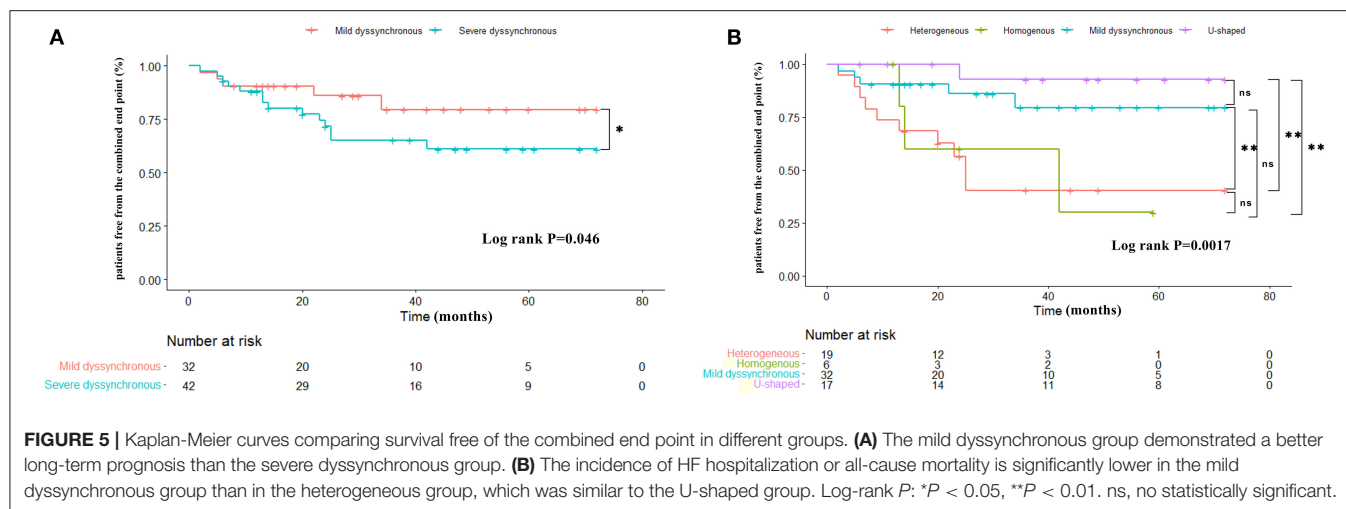 A
Mild dyssynchronous Severe dyssynchronous
patients free from the combined end point (%)
1.00
0.75
0.50
0.25
0.00
*
Log rank P=0.046
0 20 40 60 80
Time (months)
Number at risk
Mild dyssynchronous 32 20 10 5 0
Severe dyssynchronous 42 29 16 9 0
B
Heterogeneous Homogenous Mild dyssynchronous U-shaped
patients free from the combined end point (%)
1.00
0.75
0.50
0.25
0.00
ns
**
ns
**
ns
**
Log rank P=0.0017
0 20 40 60 80
Time (months)
Number at risk
Heterogeneous 19 12 3 1 0
Homogenous 6 3 2 0 0
Mild dyssynchronous 32 20 10 5 0
U-shaped 17 14 11 8 0
FIGURE 5 | Kaplan-Meier curves comparing survival free of the combined end point in different groups. (A) The mild dyssynchronous group demonstrated a better
long-term prognosis than the severe dyssynchronous group. (B) The incidence of HF hospitalization or all-cause mortality is significantly lower in the mild
dyssynchronous group than in the heterogeneous group, which was similar to the U-shaped group. Log-rank P: *P < 0.05, **P < 0.01. ns, no statistically significant.